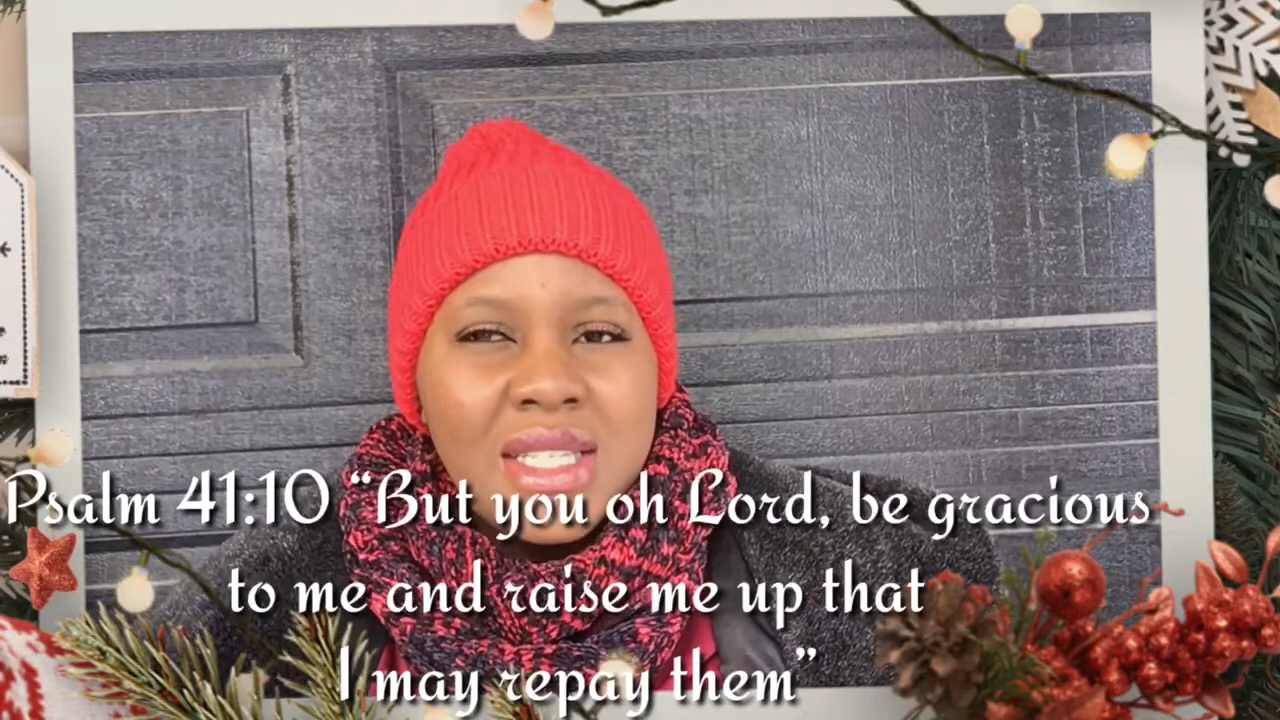 Psalm 41:10 “But you oh Lord, be gracious
to me and raise me up that
I may repay them”